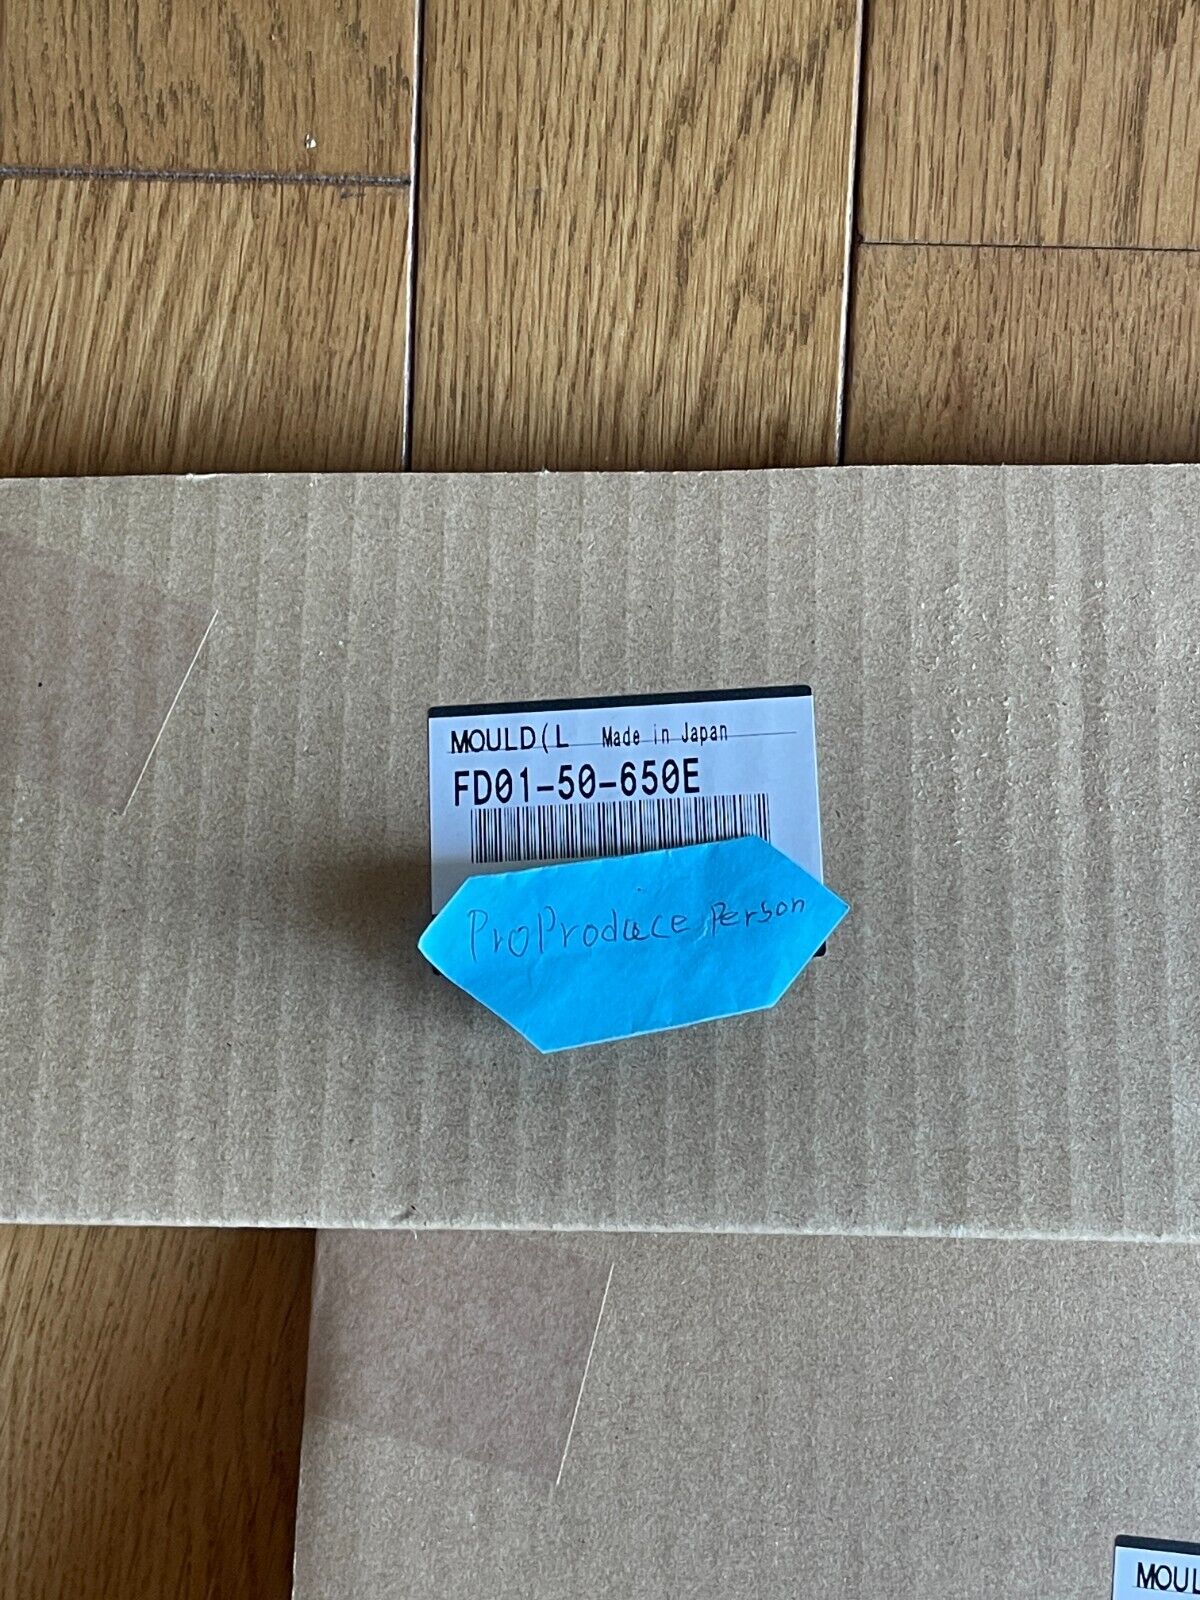 MOULD(L Made in Japan
FD01-50-650E
ProProduce Person
MOUL